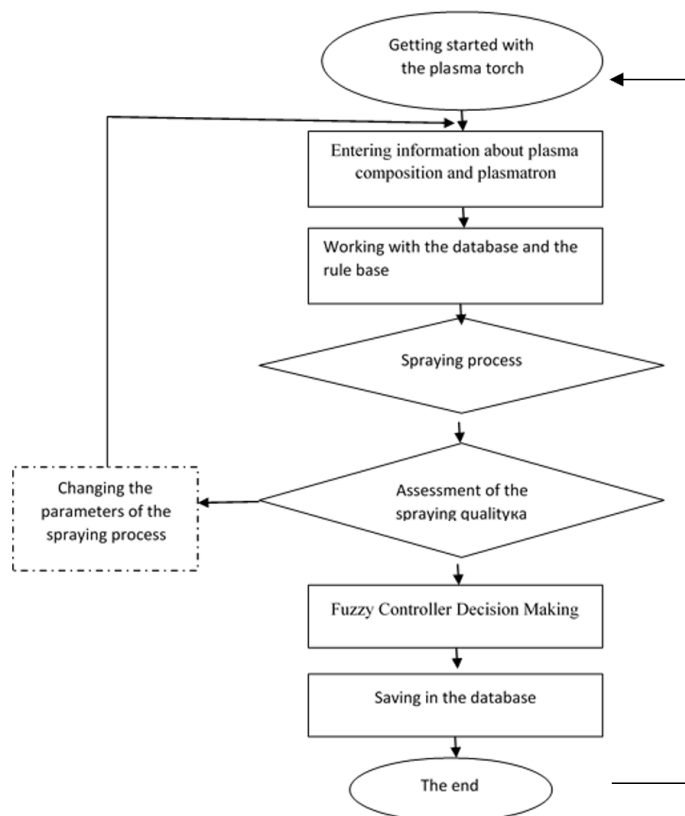 Getting started with
the plasma torch
Entering information about plasma
composition and plasmatron
Working with the database and the
rule base
Spraying process
Assessment of the
spraying qualityка
Changing the
parameters of the
spraying process
Fuzzy Controller Decision Making
Saving in the database
The end